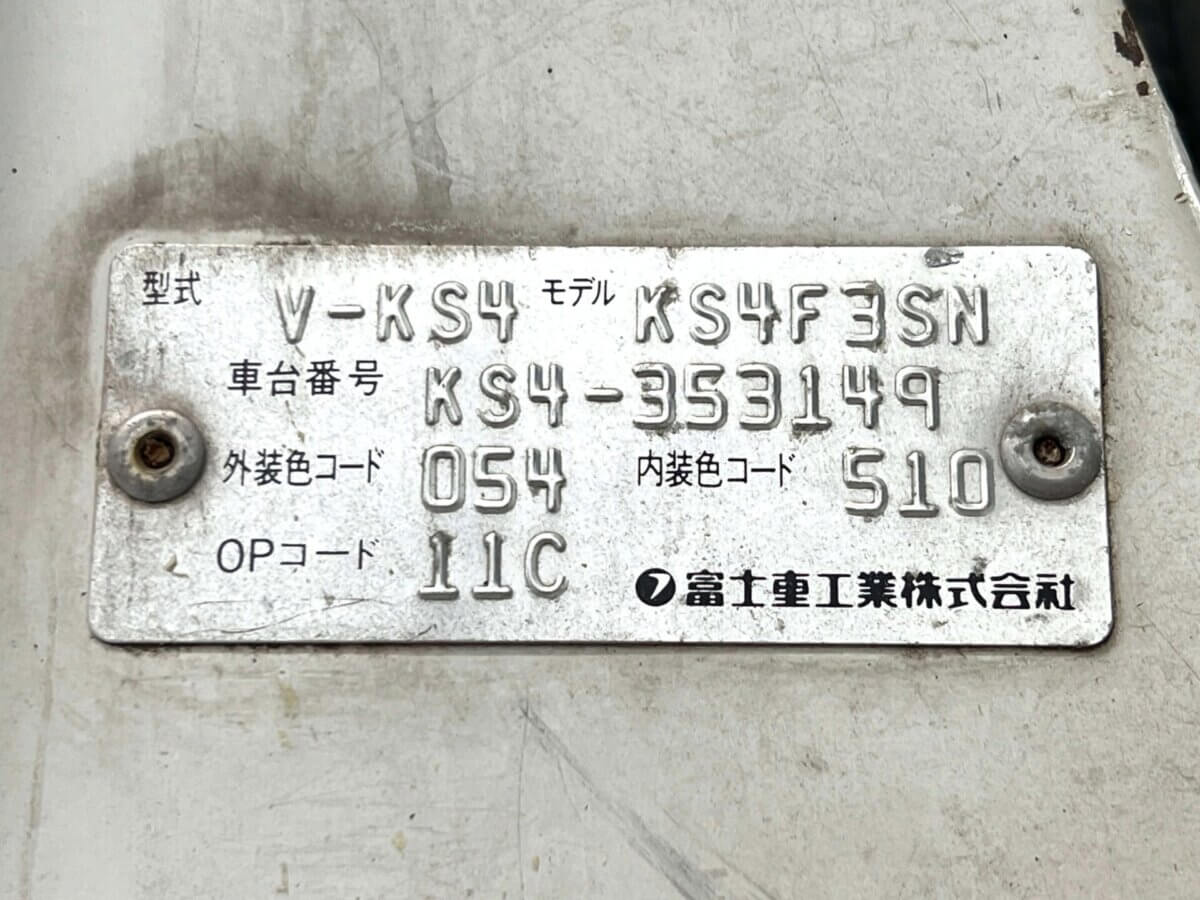 型式 V-KS4 モデル KS4F3SN
車台番号 KS4-353149
外装色コード 054 内装色コード 510
OPコード 11C
フ 富士重工業株式会社